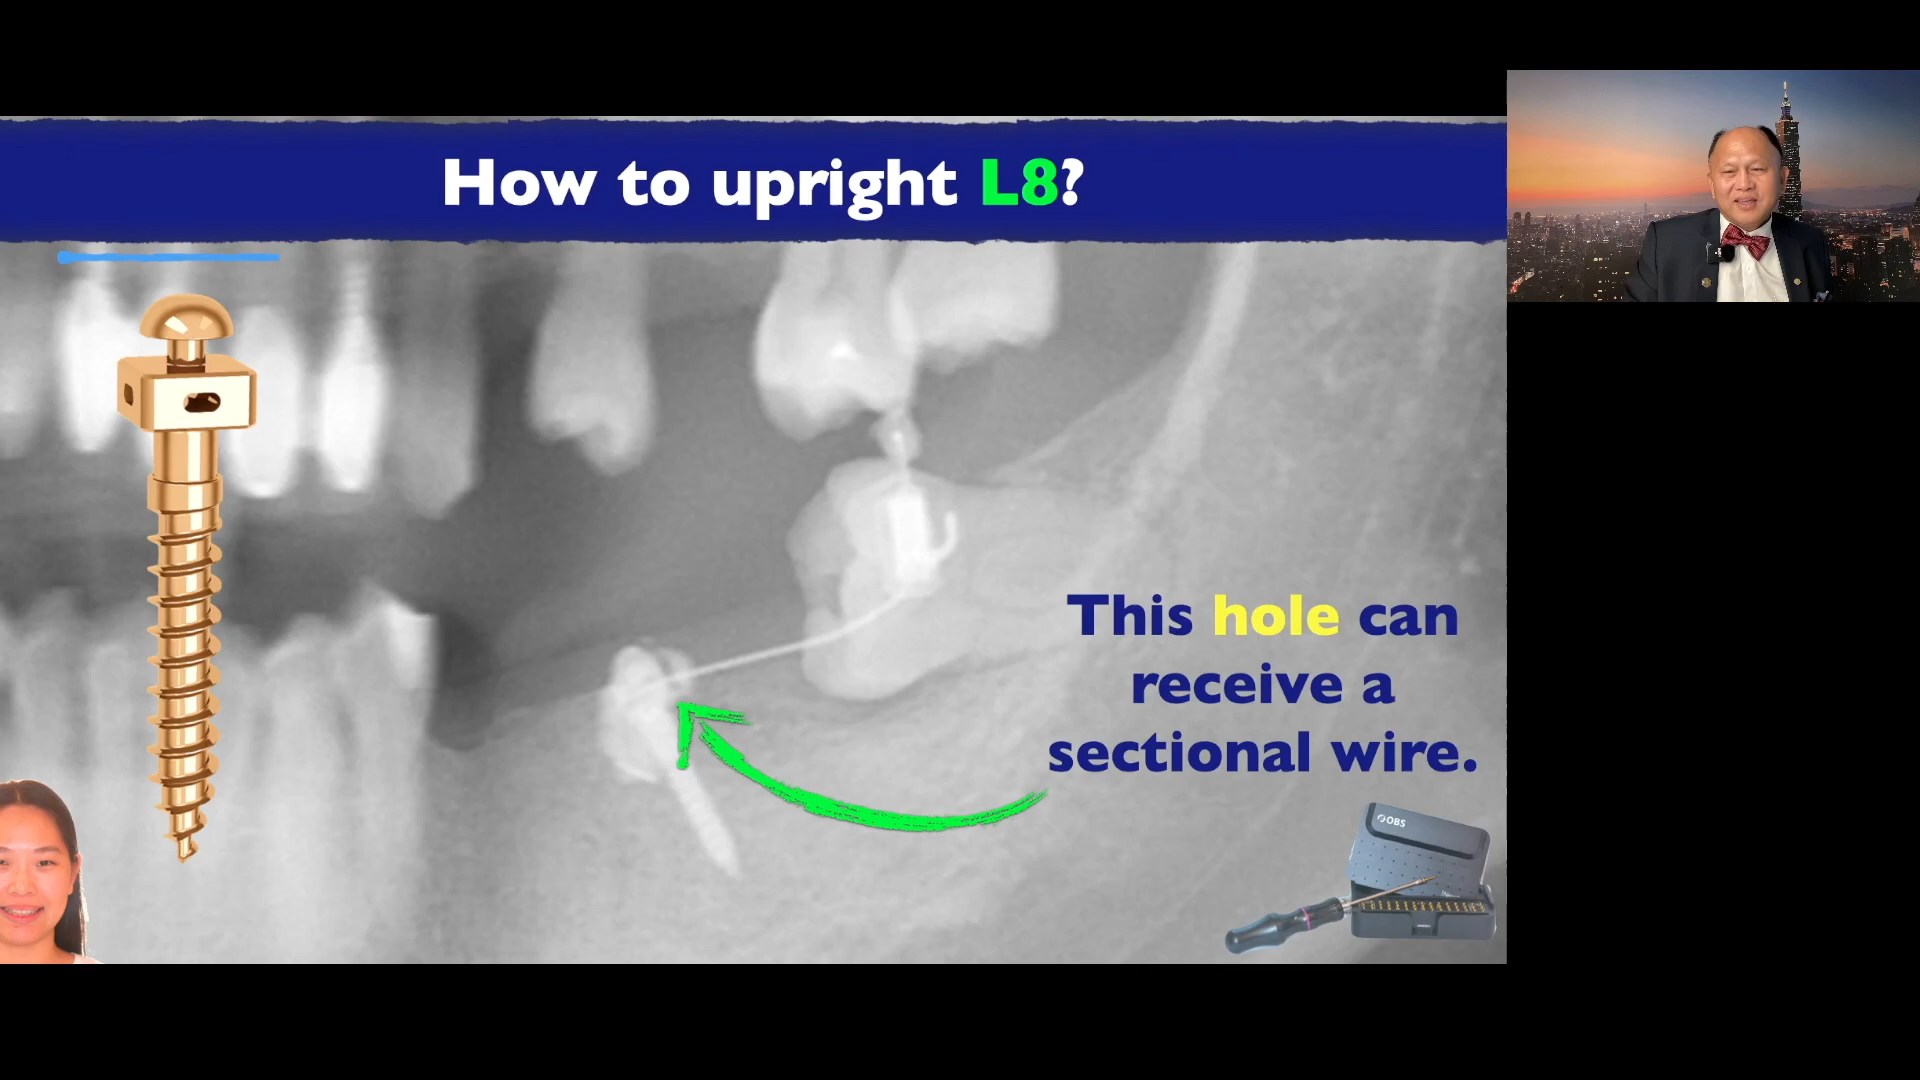 How to upright L8?
This hole can
receive a
sectional wire.
OBS